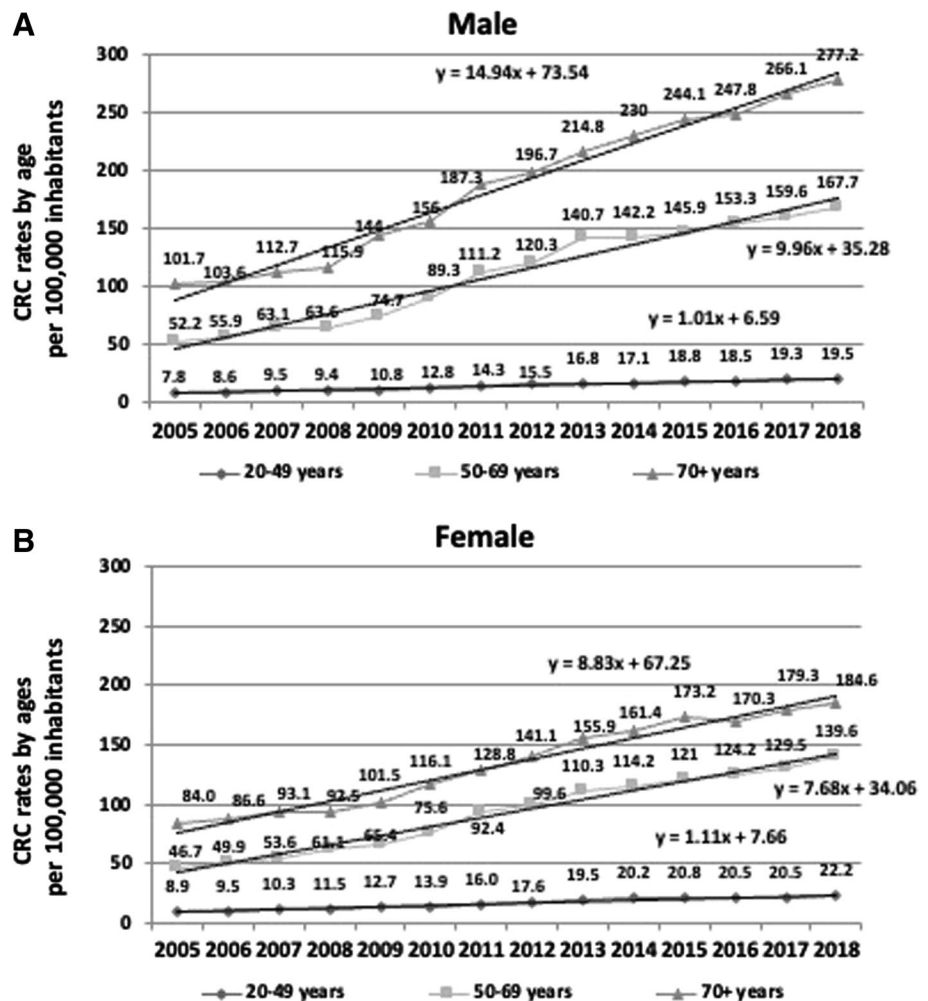 A
Male
CRC rates by age
per 100,000 inhabitants
300
250
200
150
100
50
0
y = 14.94x + 73.54
101.7 103.6 112.7 115.9 144 156 187.3 196.7 214.8 230 244.1 247.8 266.1 277.2
y = 9.96x + 35.28
52.2 55.9 63.1 63.6 74.7 89.3 111.2 120.3 140.7 142.2 145.9 153.3 159.6 167.7
y = 1.01x + 6.59
7.8 8.6 9.5 9.4 10.8 12.8 14.3 15.5 16.8 17.1 18.8 18.5 19.3 19.5
2005 2006 2007 2008 2009 2010 2011 2012 2013 2014 2015 2016 2017 2018
20-49 years 50-69 years 70+ years
B
Female
CRC rates by ages
per 100,000 inhabitants
300
250
200
150
100
50
0
y = 8.83x + 67.25
84.0 86.6 93.1 92.5 101.5 116.1 128.8 141.1 155.9 161.4 173.2 170.3 179.3 184.6
y = 7.68x + 34.06
46.7 49.9 53.6 61.1 65.4 75.6 92.4 99.6 110.3 114.2 121 124.2 129.5 139.6
y = 1.11x + 7.66
8.9 9.5 10.3 11.5 12.7 13.9 16.0 17.6 19.5 20.2 20.8 20.5 20.5 22.2
2005 2006 2007 2008 2009 2010 2011 2012 2013 2014 2015 2016 2017 2018
20-49 years 50-69 years 70+ years